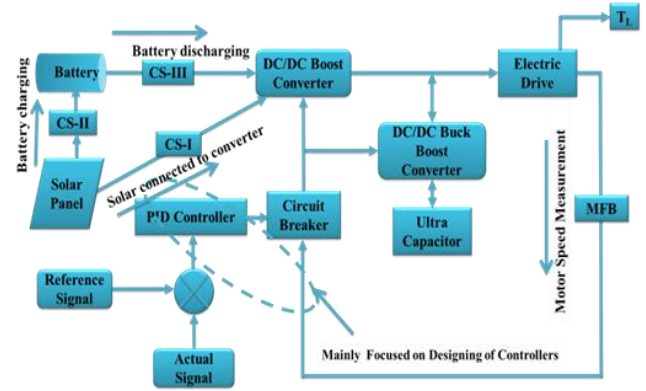 TL
Battery discharging
Battery charging
Battery
CS-III
DC/DC Boost
Converter
Electric
Drive
CS-II
CS-I
Solar connected to converter
Solar
Panel
DC/DC Buck
Boost
Converter
Motor Speed Measurement
MFB
PID Controller
Circuit
Breaker
Ultra
Capacitor
Reference
Signal
Actual
Signal
Mainly Focused on Designing of Controllers